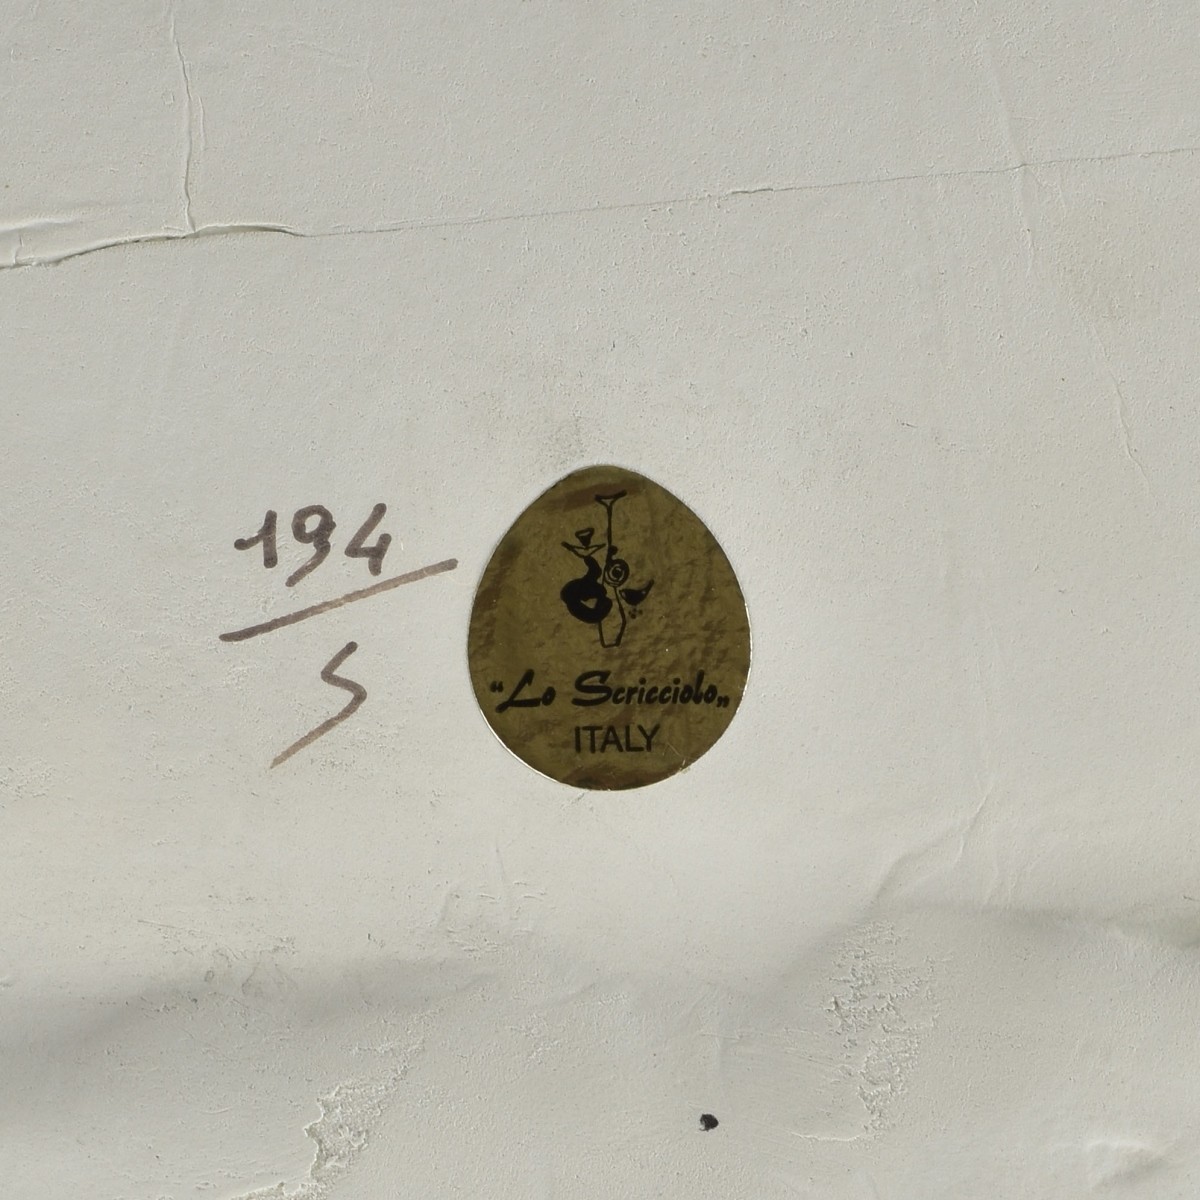 194
S
“Lo Scricciolo„
ITALY